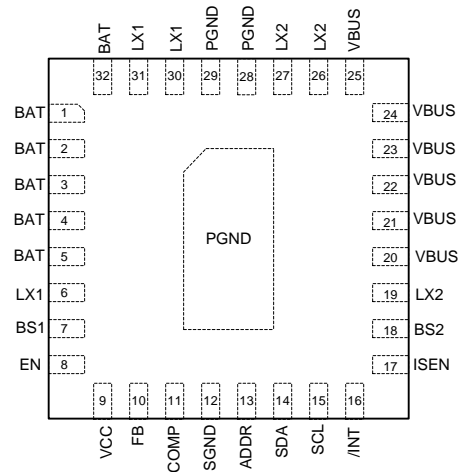 BAT LX1 LX1 PGND PGND LX2 LX2 VBUS
32 31 30 29 28 27 26 25
BAT 1
BAT 2
BAT 3
BAT 4
BAT 5
LX1 6
BS1 7
EN 8
PGND
24 VBUS
23 VBUS
22 VBUS
21 VBUS
20 VBUS
19 LX2
18 BS2
17 ISEN
9 10 11 12 13 14 15 16
VCC FB COMP SGND ADDR SDA SCL /INT